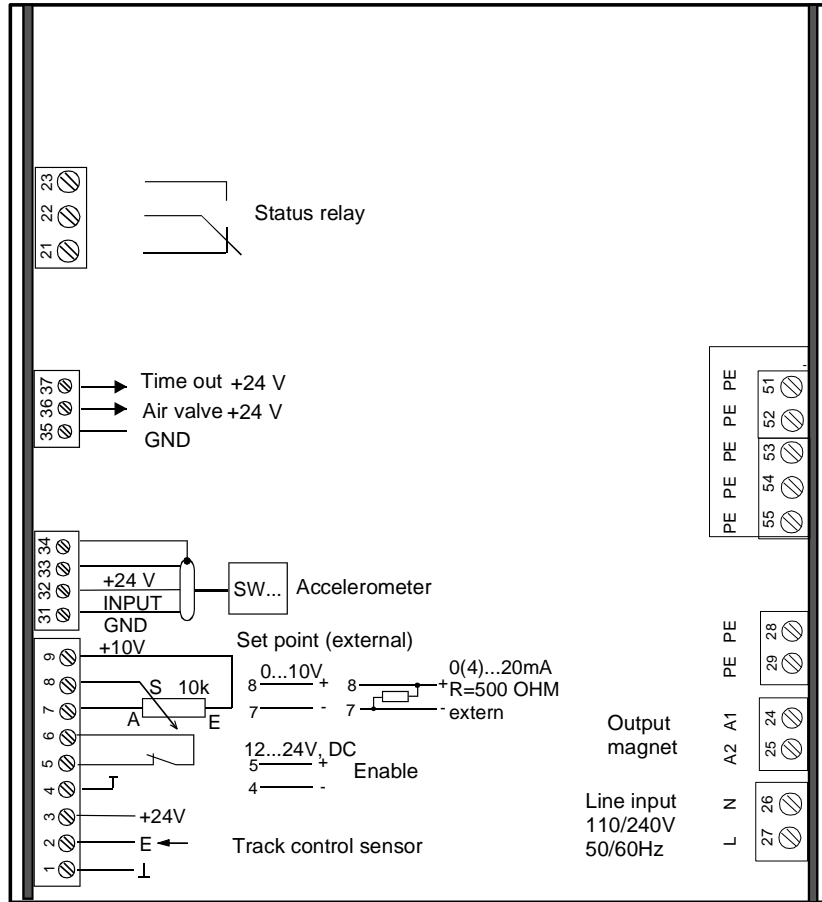 23
22
21
Status relay
37
36
35
Time out +24 V
Air valve +24 V
GND
34
33
32
31
+24 V
INPUT
GND
SW...
Accelerometer
9
8
7
6
5
4
3
2
1
+10V
S 10k
A E
Set point (external)
0...10V
8 +
7 -
8 +
7 -
0(4)...20mA
R=500 OHM
extern
12...24V, DC
5 +
4 -
Enable
+24V
E
Track control sensor
PE 51
PE 52
PE 53
PE 54
PE 55
PE 28
PE 29
Output
magnet
A1 24
A2 25
Line input
110/240V
50/60Hz
N 26
L 27